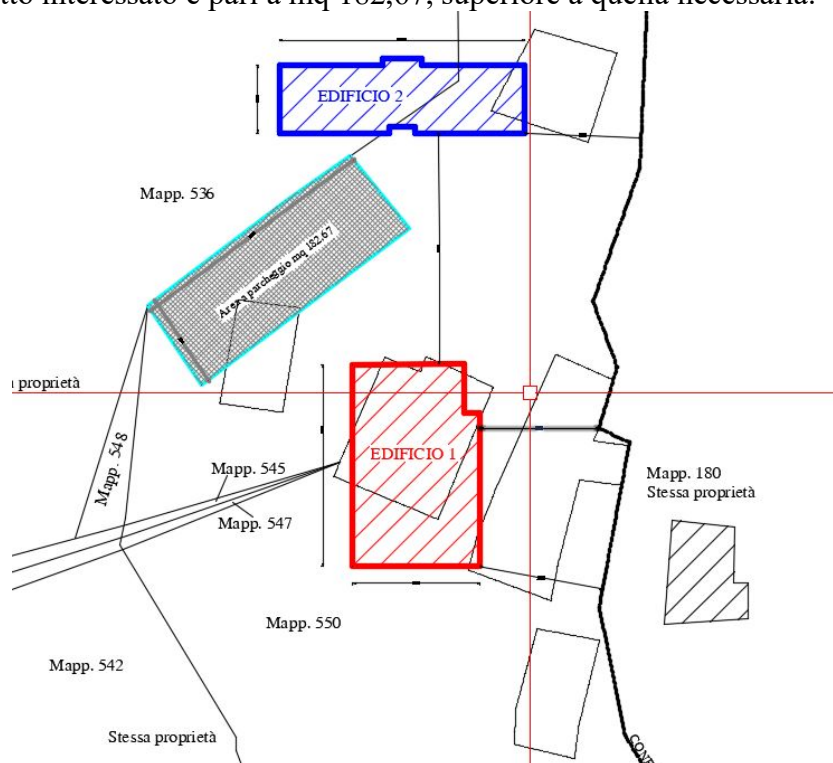 tto interessato è pari a mq 182,67, superiore a quella necessaria.
EDIFICIO 2
Mapp. 536
Area a parcheggio mq 182,67
a proprietà
Mapp. 548
Mapp. 545
Mapp. 547
EDIFICIO 1
Mapp. 180
Stessa proprietà
Mapp. 550
Mapp. 542
Stessa proprietà
CONF